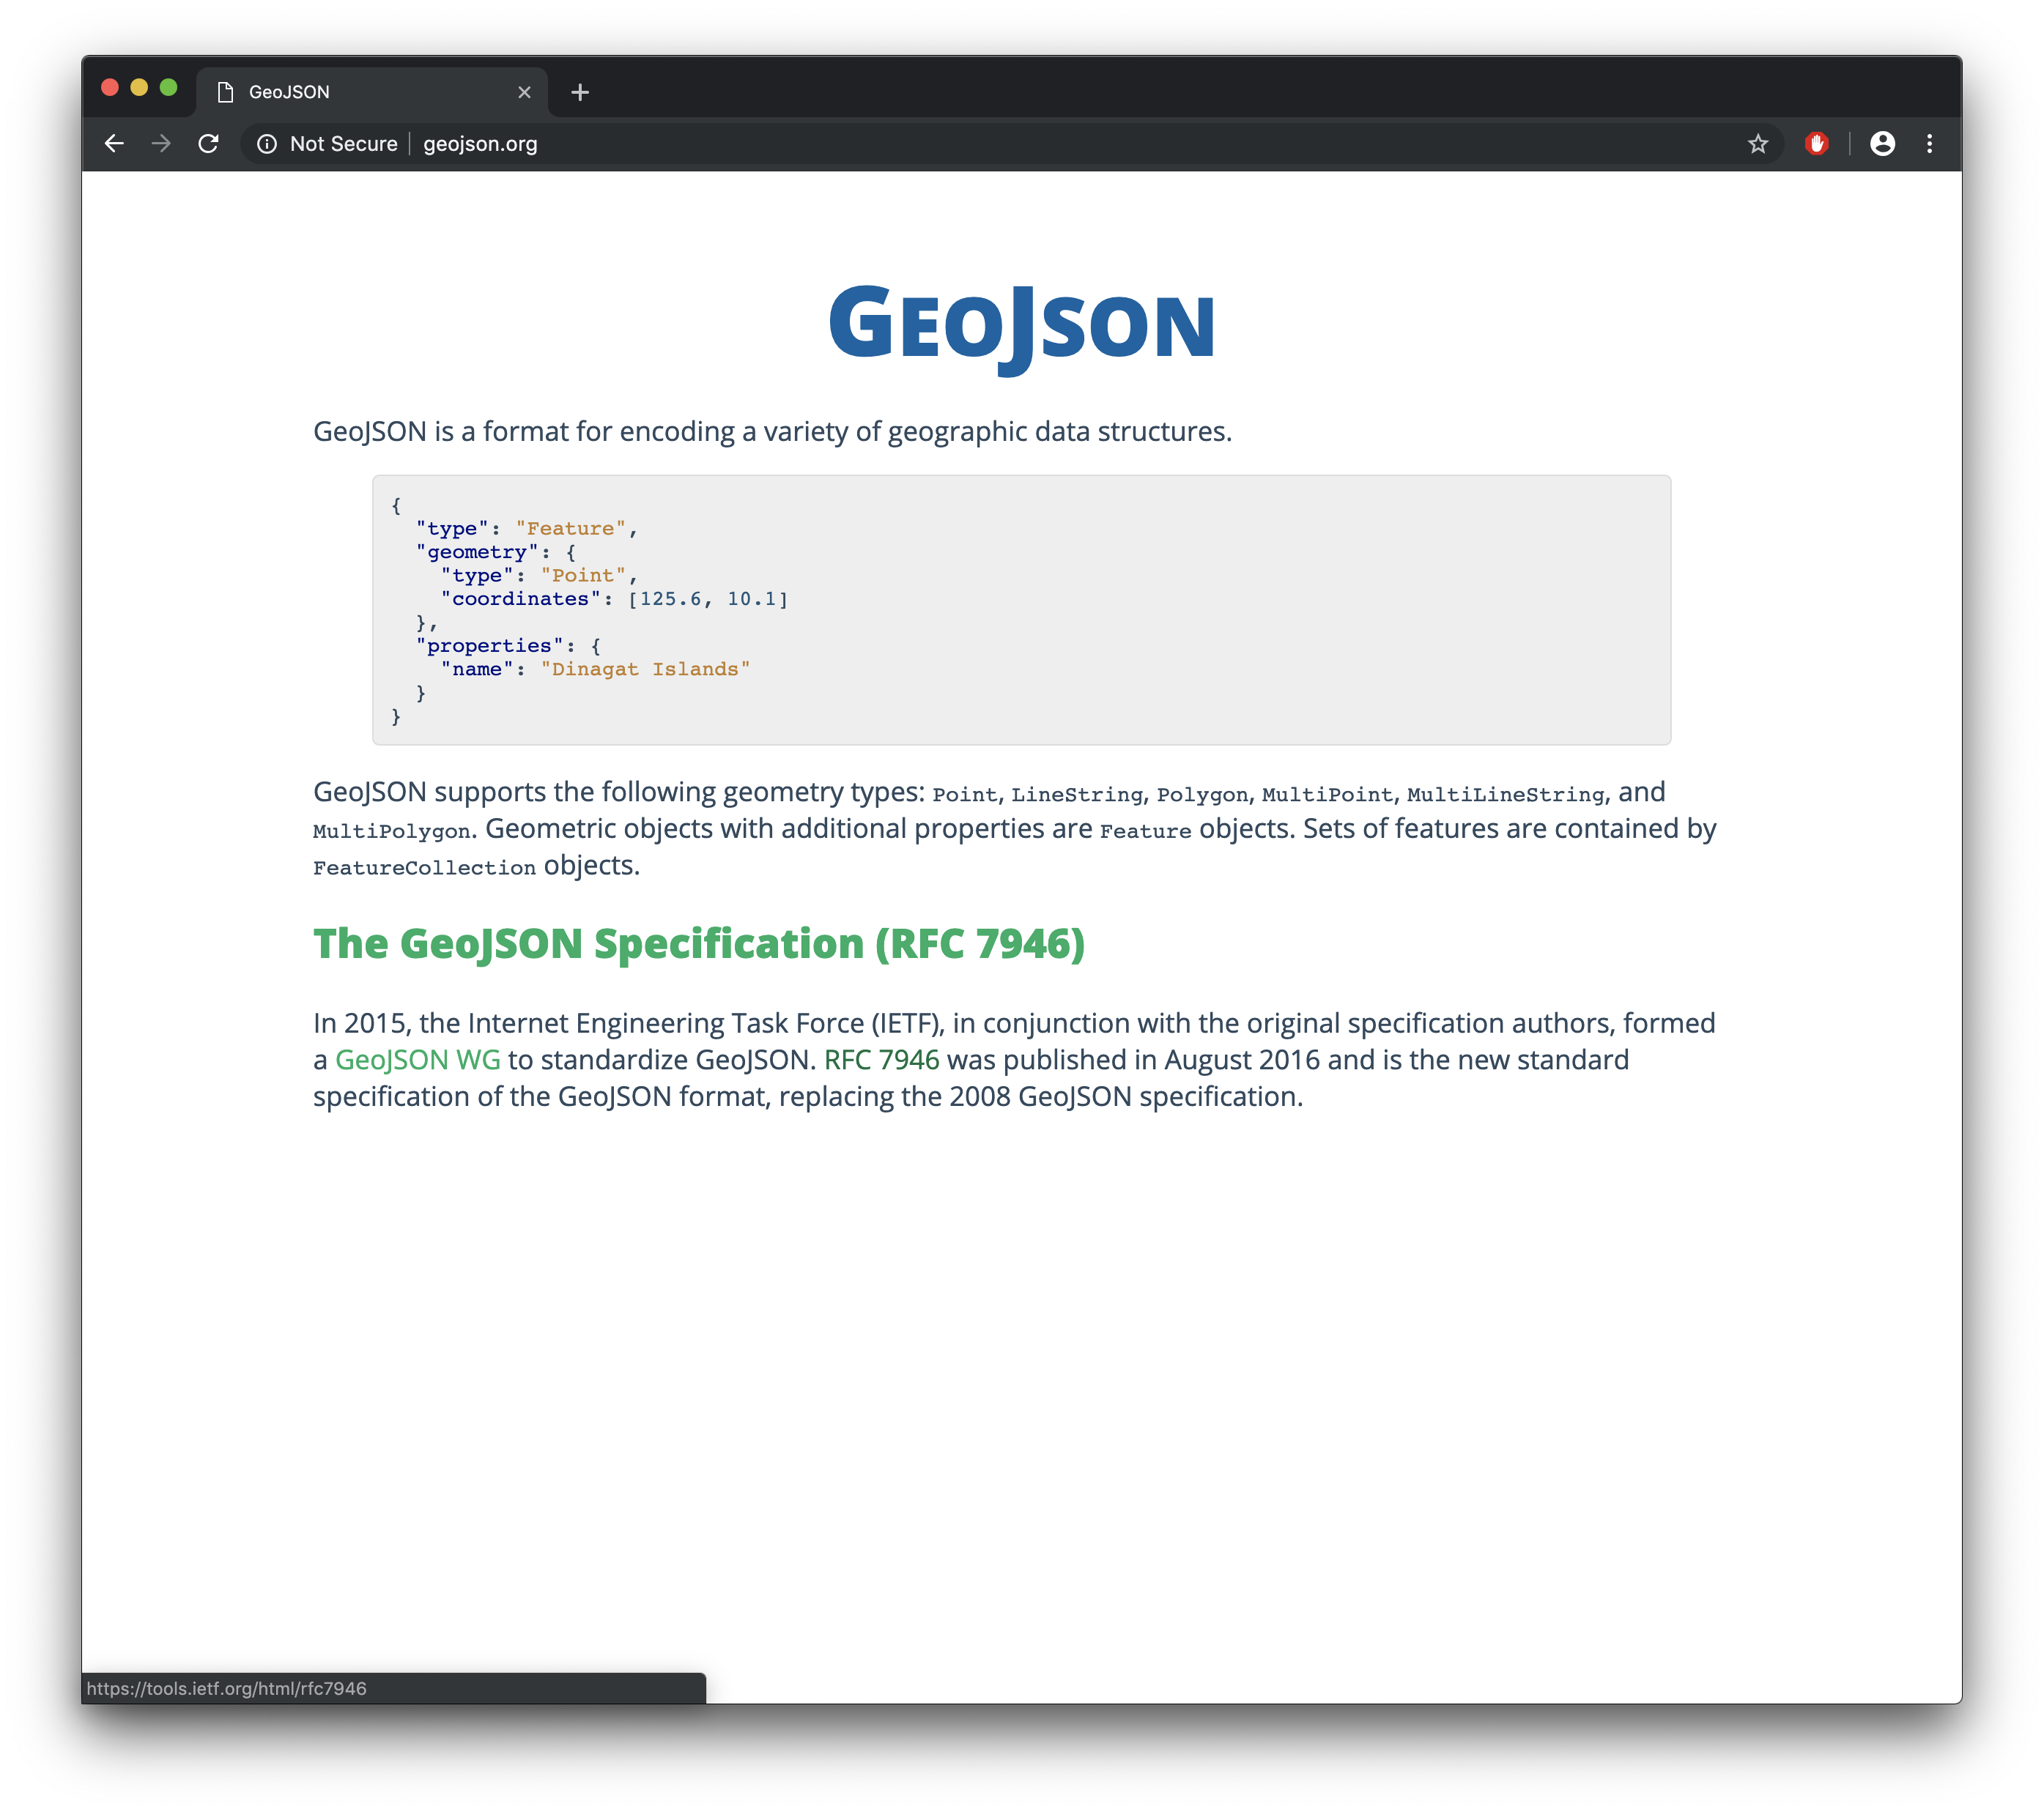 GeoJSON
Not Secure geojson.org
GEOJSON
GeoJSON is a format for encoding a variety of geographic data structures.
{
  "type": "Feature",
  "geometry": {
    "type": "Point",
    "coordinates": [125.6, 10.1]
  },
  "properties": {
    "name": "Dinagat Islands"
  }
}
GeoJSON supports the following geometry types: Point, LineString, Polygon, MultiPoint, MultiLineString, and
MultiPolygon. Geometric objects with additional properties are Feature objects. Sets of features are contained by
FeatureCollection objects.
The GeoJSON Specification (RFC 7946)
In 2015, the Internet Engineering Task Force (IETF), in conjunction with the original specification authors, formed
a GeoJSON WG to standardize GeoJSON. RFC 7946 was published in August 2016 and is the new standard
specification of the GeoJSON format, replacing the 2008 GeoJSON specification.
https://tools.ietf.org/html/rfc7946